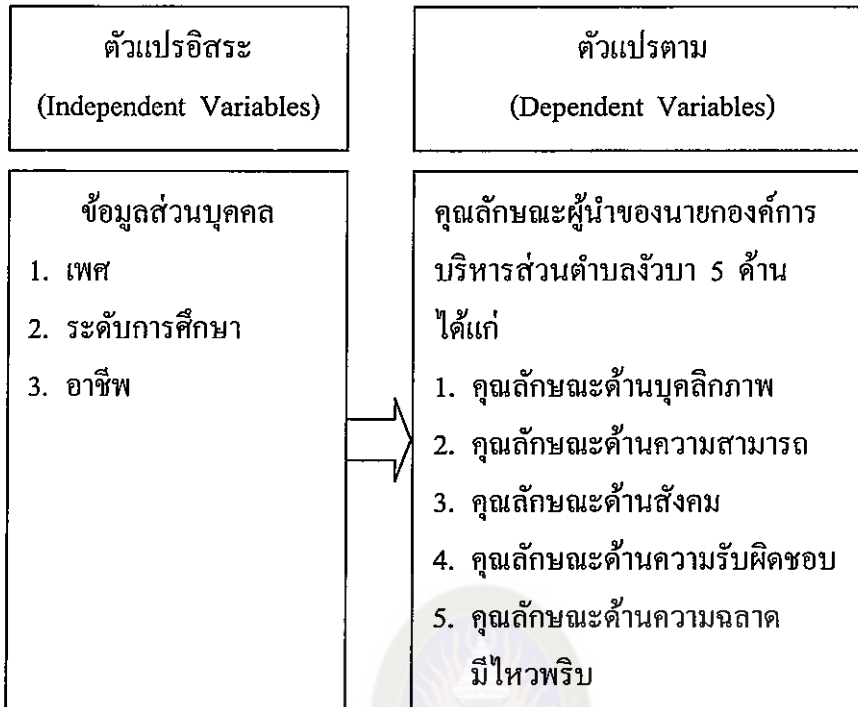 ตัวแปรอิสระ
(Independent Variables)
ตัวแปรตาม
(Dependent Variables)
ข้อมูลส่วนบุคคล
1. เพศ
2. ระดับการศึกษา
3. อาชีพ
คุณลักษณะผู้นำของนายกองค์การ
บริหารส่วนตำบลงัวบา 5 ด้าน
ได้แก่
1. คุณลักษณะด้านบุคลิกภาพ
2. คุณลักษณะด้านความสามารถ
3. คุณลักษณะด้านสังคม
4. คุณลักษณะด้านความรับผิดชอบ
5. คุณลักษณะด้านความฉลาด
มีไหวพริบ